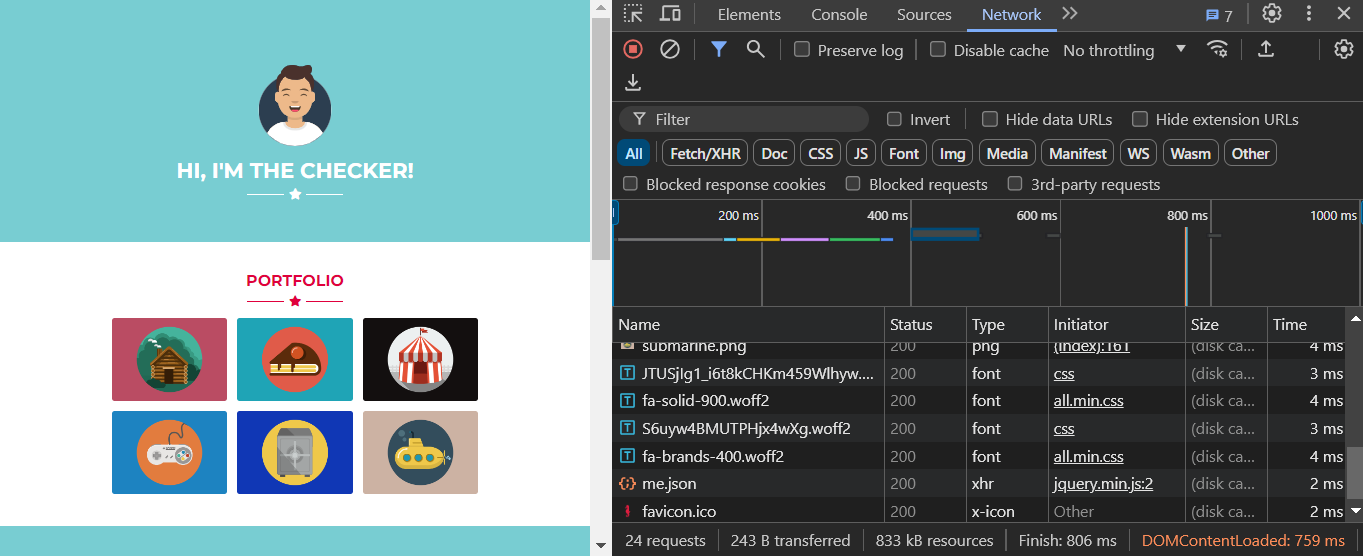 HI, I'M THE CHECKER!
PORTFOLIO
Elements Console Sources Network 7
Preserve log Disable cache No throttling
Filter Invert Hide data URLs Hide extension URLs
All Fetch/XHR Doc CSS JS Font Img Media Manifest WS Wasm Other
Blocked response cookies Blocked requests 3rd-party requests
200 ms 400 ms 600 ms 800 ms 1000 ms
Name Status Type Initiator Size Time
submarine.png 200 png (index):161 (disk ca... 4 ms
JTUSjIg1_i6t8kCHKm459Wlhyw.... 200 font css (disk ca... 3 ms
fa-solid-900.woff2 200 font all.min.css (disk ca... 4 ms
S6uyw4BMUTPHjx4wXg.woff2 200 font css (disk ca... 3 ms
fa-brands-400.woff2 200 font all.min.css (disk ca... 4 ms
me.json 200 xhr jquery.min.js:2 (disk ca... 2 ms
favicon.ico 200 x-icon Other (disk ca... 2 ms
24 requests 243 B transferred 833 kB resources Finish: 806 ms DOMContentLoaded: 759 ms